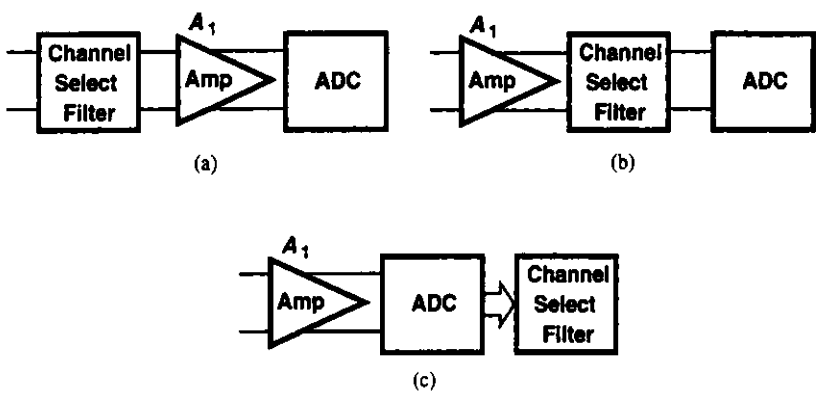 A1
Channel
Select
Filter
Amp
ADC
(a)
A1
Amp
Channel
Select
Filter
ADC
(b)
A1
Amp
ADC
Channel
Select
Filter
(c)